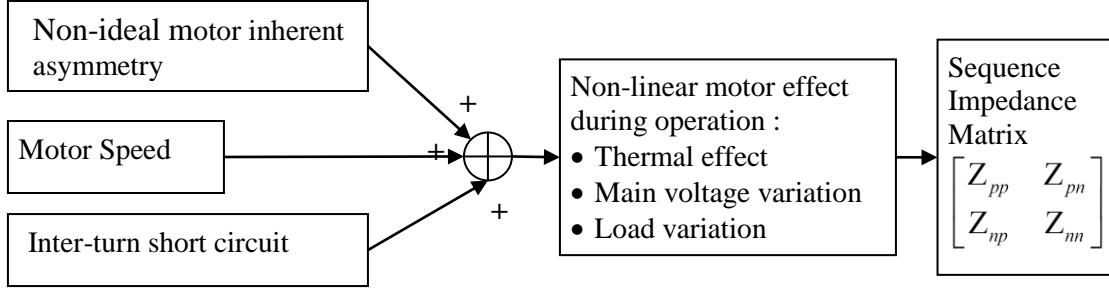 Non-ideal motor inherent
asymmetry
Motor Speed
Inter-turn short circuit
+
+
+
Non-linear motor effect
during operation :
• Thermal effect
• Main voltage variation
• Load variation
Sequence
Impedance
Matrix
Z_pp Z_pn
Z_np Z_nn